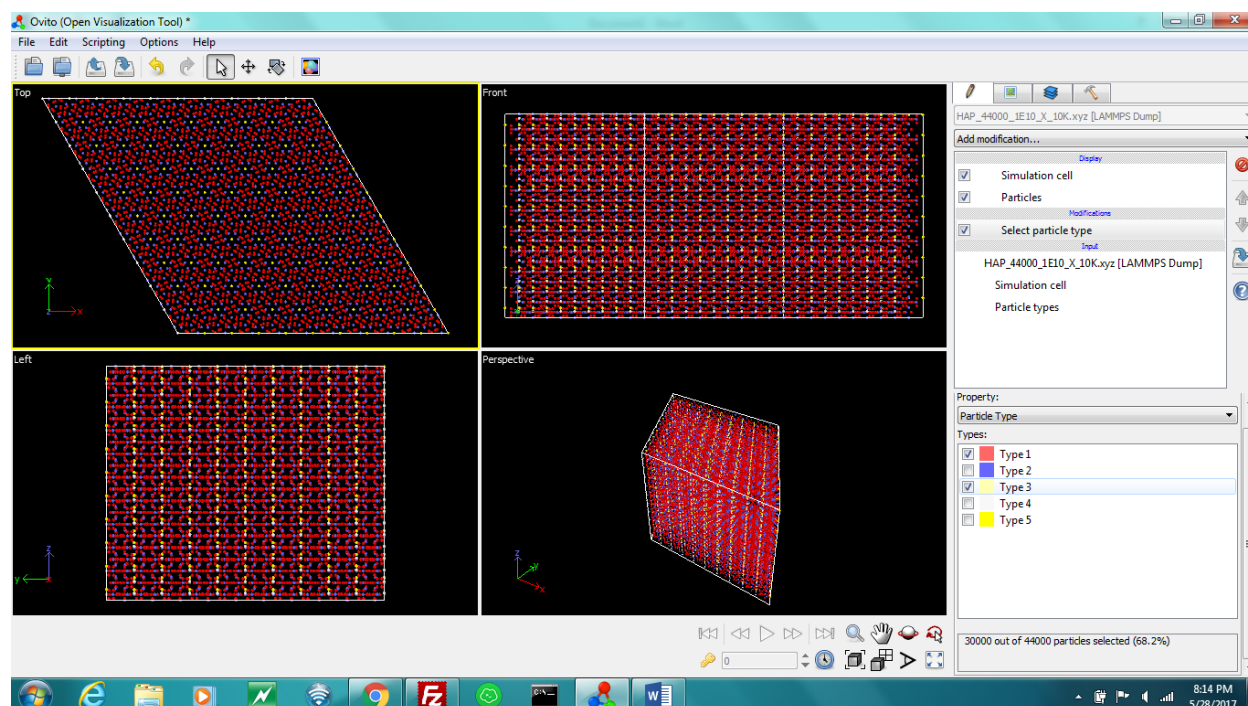 Ovito (Open Visualization Tool) *
File Edit Scripting Options Help
Top
Front
HAP_44000_1E10_X_10K.xyz [LAMMPS Dump]
Add modification...
Display
Simulation cell
Particles
Modifications
Select particle type
Input
HAP_44000_1E10_X_10K.xyz [LAMMPS Dump]
Simulation cell
Particle types
y
z
x
Left
Perspective
Property:
Particle Type
Types:
Type 1
Type 2
Type 3
Type 4
Type 5
z
y
x
z
y
x
0
30000 out of 44000 particles selected (68.2%)
C:\
W
8:14 PM
5/28/2017